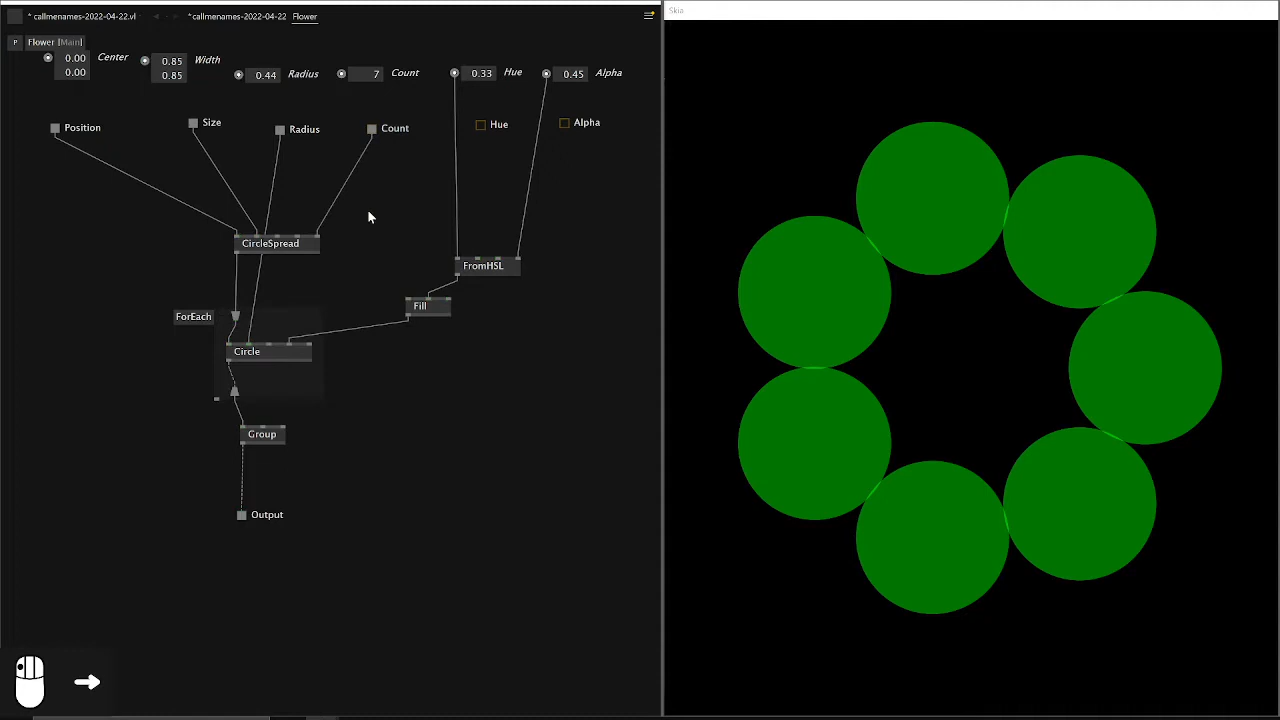 * callmenames-2022-04-22.vl
*callmenames-2022-04-22
Flower
Skia
P
Flower [Main]
0.00
0.00
Center
0.85
0.85
Width
0.44
Radius
7
Count
0.33
Hue
0.45
Alpha
Position
Size
Radius
Count
Hue
Alpha
CircleSpread
FromHSL
Fill
ForEach
Circle
Group
Output